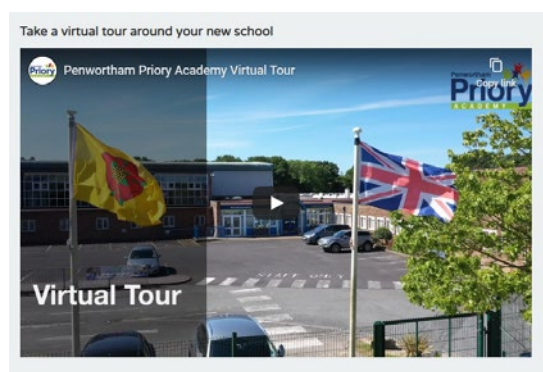 Take a virtual tour around your new school
Priory
Penwortham Priory Academy Virtual Tour
Copy link
Penwortham
Priory
ACADEMY
STAFF ONLY
Virtual Tour